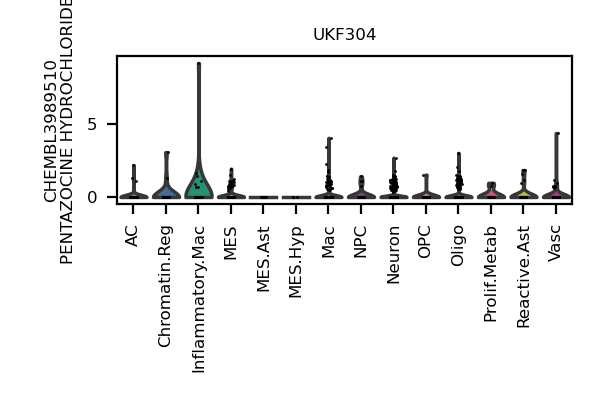 UKF304
CHEMBL3989510
PENTAZOCINE HYDROCHLORIDE
5
0
AC
Chromatin.Reg
Inflammatory.Mac
MES
MES.Ast
MES.Hyp
Mac
NPC
Neuron
OPC
Oligo
Prolif.Metab
Reactive.Ast
Vasc